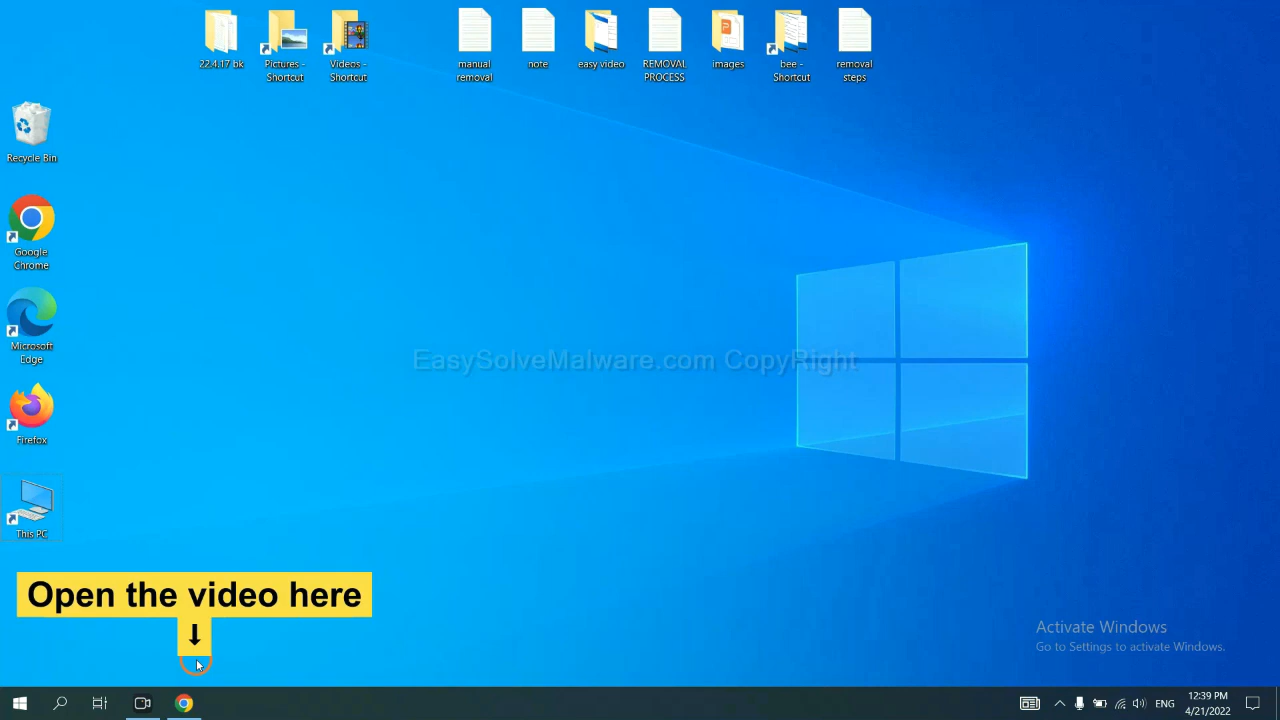 22.4.17 bk
Pictures -
Shortcut
Videos -
Shortcut
manual
removal
note
easy video
REMOVAL
PROCESS
images
bee -
Shortcut
removal
steps
Recycle Bin
Google
Chrome
Microsoft
Edge
Firefox
This PC
EasySolveMalware.com CopyRight
Open the video here
Activate Windows
Go to Settings to activate Windows.
ENG
12:39 PM
4/21/2022